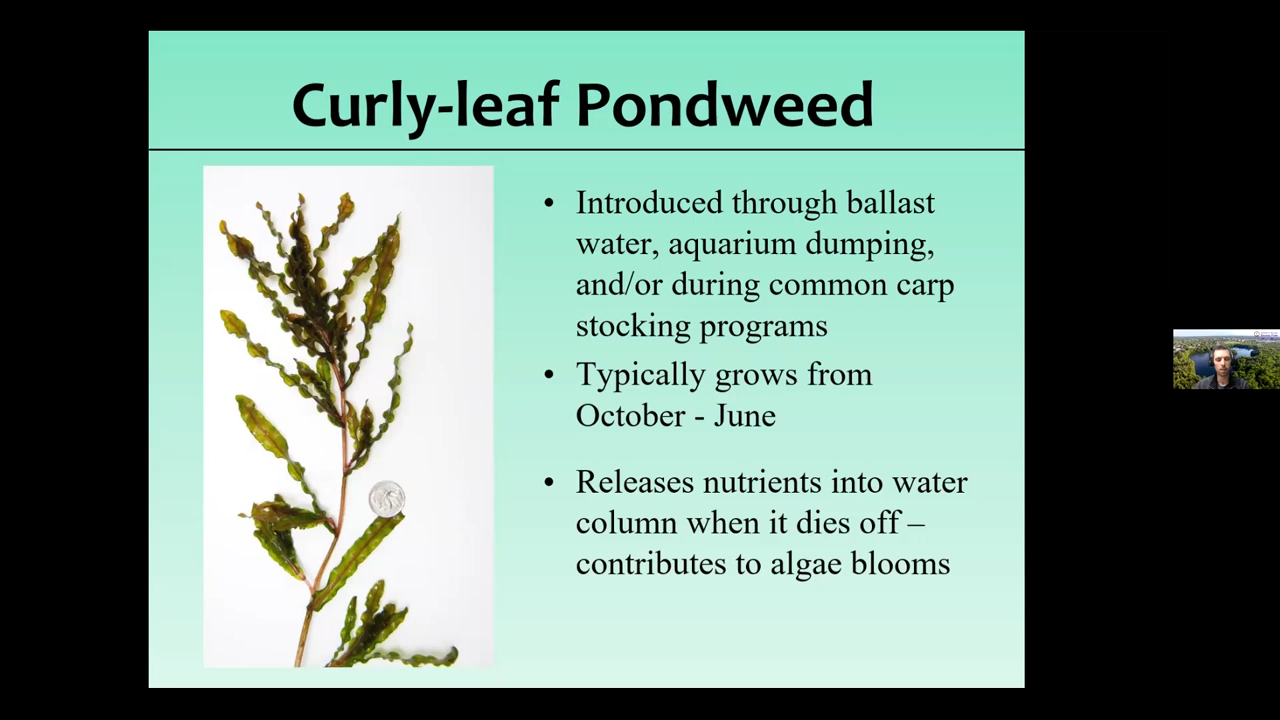 Curly-leaf Pondweed
• Introduced through ballast
water, aquarium dumping,
and/or during common carp
stocking programs
• Typically grows from
October - June
• Releases nutrients into water
column when it dies off –
contributes to algae blooms